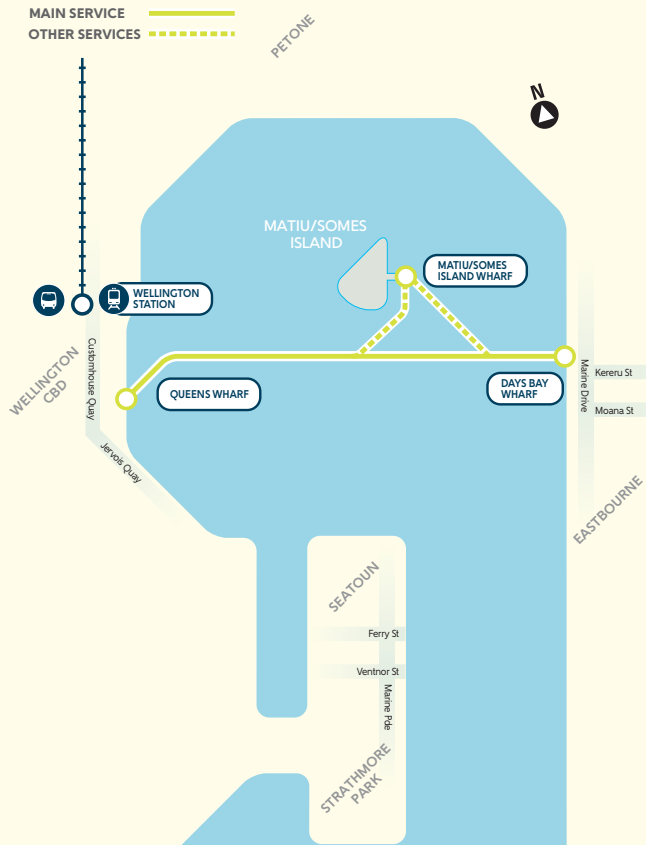 MAIN SERVICE
OTHER SERVICES
PETONE
N
MATIU/SOMES
ISLAND
MATIU/SOMES
ISLAND WHARF
WELLINGTON
STATION
WELLINGTON
CBD
Customhouse Quay
QUEENS WHARF
DAYS BAY
WHARF
Marine Drive
Kereru St
Moana St
Jervois Quay
EASTBOURNE
SEATOUN
Ferry St
Ventnor St
Marine Pde
STRATHMORE
PARK